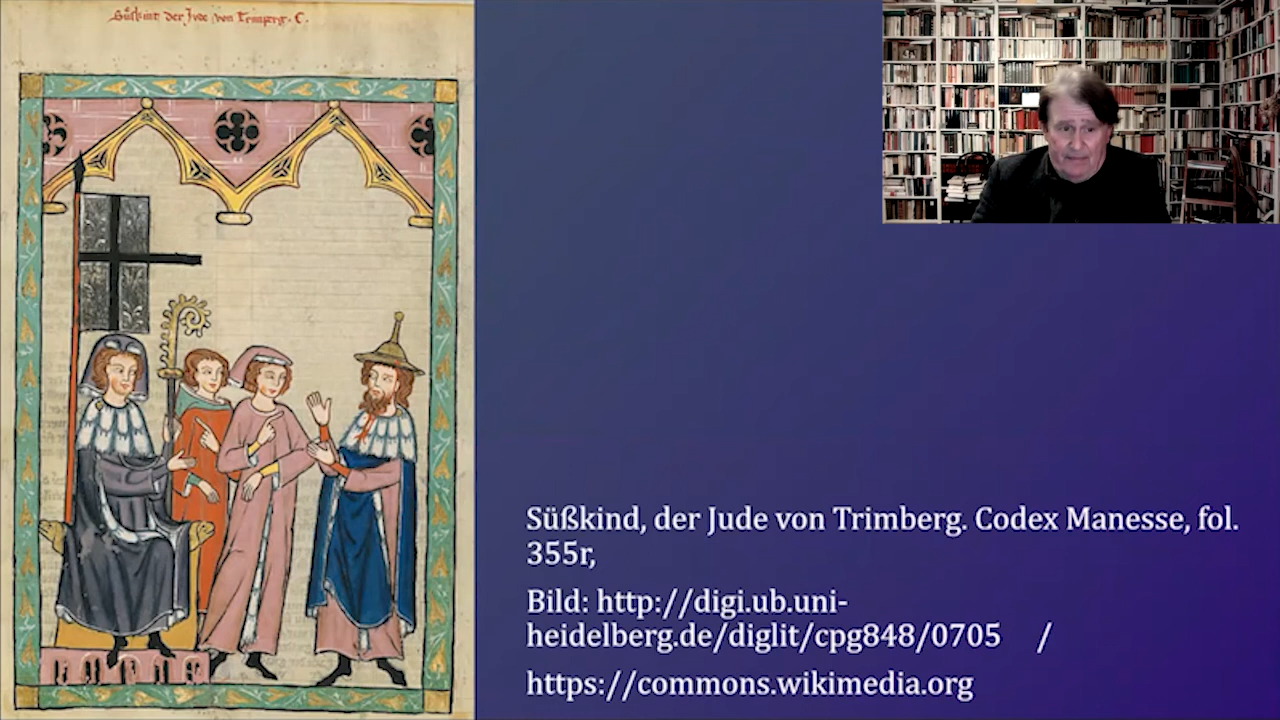 Süskint der Jude von Trimperg. C.
Süßkind, der Jude von Trimberg. Codex Manesse, fol.
355r,
Bild: http://digi.ub.uni-
heidelberg.de/diglit/cpg848/0705 /
https://commons.wikimedia.org